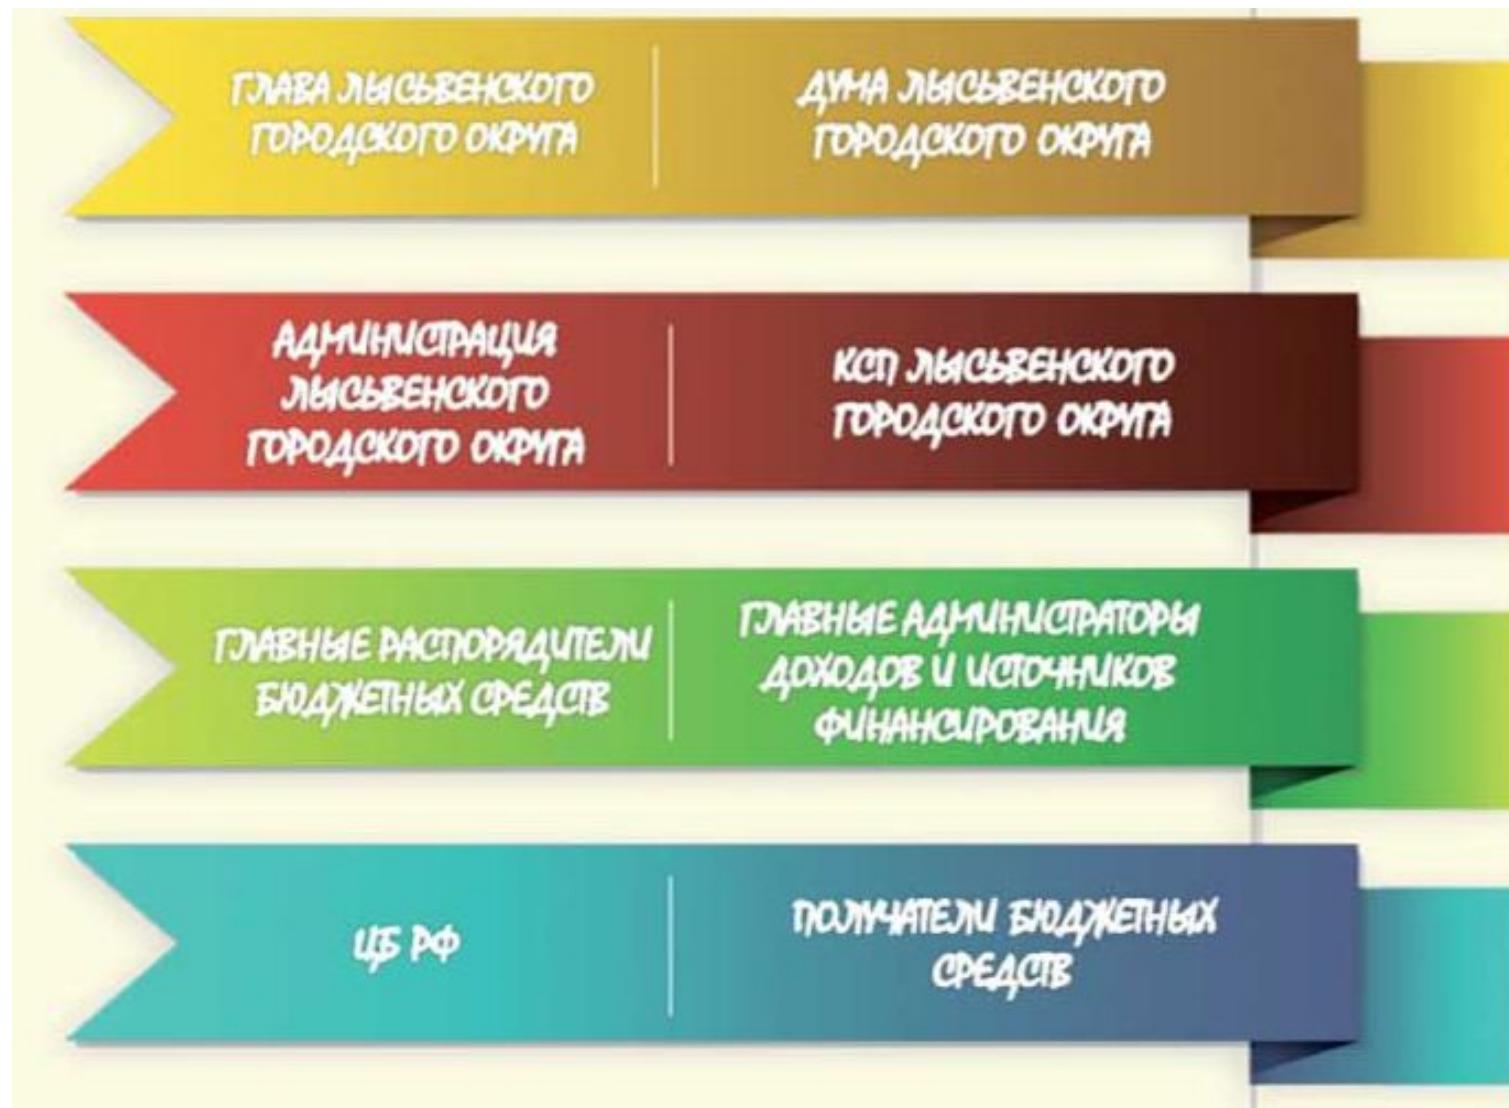 ГЛАВА ЛЫСЬВЕНСКОГО
ГОРОДСКОГО ОКРУГА
ДУМА ЛЫСЬВЕНСКОГО
ГОРОДСКОГО ОКРУГА
АДМИНИСТРАЦИЯ
ЛЫСЬВЕНСКОГО
ГОРОДСКОГО ОКРУГА
КСП ЛЫСЬВЕНСКОГО
ГОРОДСКОГО ОКРУГА
ГЛАВНЫЕ РАСПОРЯДИТЕЛИ
БЮДЖЕТНЫХ СРЕДСТВ
ГЛАВНЫЕ АДМИНИСТРАТОРЫ
ДОХОДОВ И ИСТОЧНИКОВ
ФИНАНСИРОВАНИЯ
ЦБ РФ
ПОЛУЧАТЕЛИ БЮДЖЕТНЫХ
СРЕДСТВ